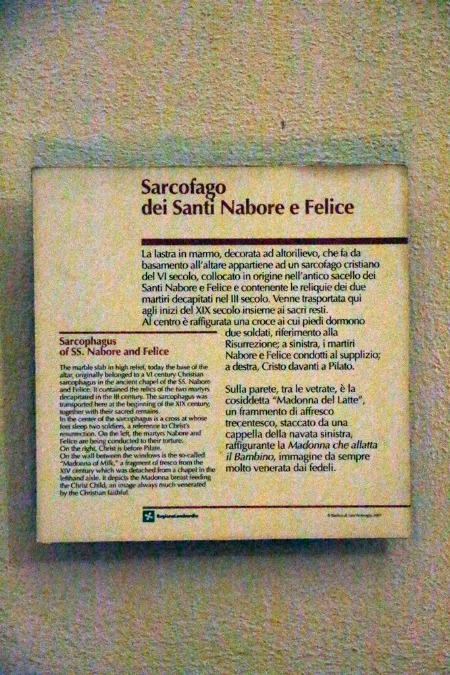 Sarcofago
dei Santi Nabore e Felice
La lastra in marmo, decorata ad altorilievo, che fa da
basamento all'altare appartiene ad un sarcofago cristiano
del VI secolo, collocato in origine nell'antico sacello dei
Santi Nabore e Felice e contenente le reliquie dei due
martiri decapitati nel III secolo. Venne trasportata qui
agli inizi del XIX secolo insieme ai sacri resti.
Al centro è raffigurata una croce ai cui piedi dormono
due soldati, riferimento alla
Risurrezione; a sinistra, i martiri
Nabore e Felice condotti al supplizio;
a destra, Cristo davanti a Pilato.
Sulla parete, tra le vetrate, è la
cosiddetta "Madonna del Latte",
un frammento di affresco
trecentesco, staccato da una
cappella della navata sinistra,
raffigurante la Madonna che allatta
il Bambino, immagine da sempre
molto venerata dai fedeli.
Sarcophagus
of SS. Nabore and Felice
The marble slab in high relief, today the base of the
altar, originally belonged to a VI century Christian
sarcophagus in the ancient chapel of the SS. Nabore
and Felice. It contained the relics of the two martyrs
decapitated in the III century. The sarcophagus was
transported here at the beginning of the XIX century,
together with their sacred remains.
In the center of the sarcophagus is a cross at whose
feet sleep two soldiers, a reference to Christ's
resurrection. On the left, the martyrs Nabore and
Felice are being conducted to their torture.
On the right, Christ is before Pilate.
On the wall between the windows is the so-called
"Madonna of Milk," a fragment of fresco from the
XIV century which was detached from a chapel in the
lefthand aisle. It depicts the Madonna breast feeding
the Christ Child, an image always much venerated
by the Christian faithful.
RegioneLombardia